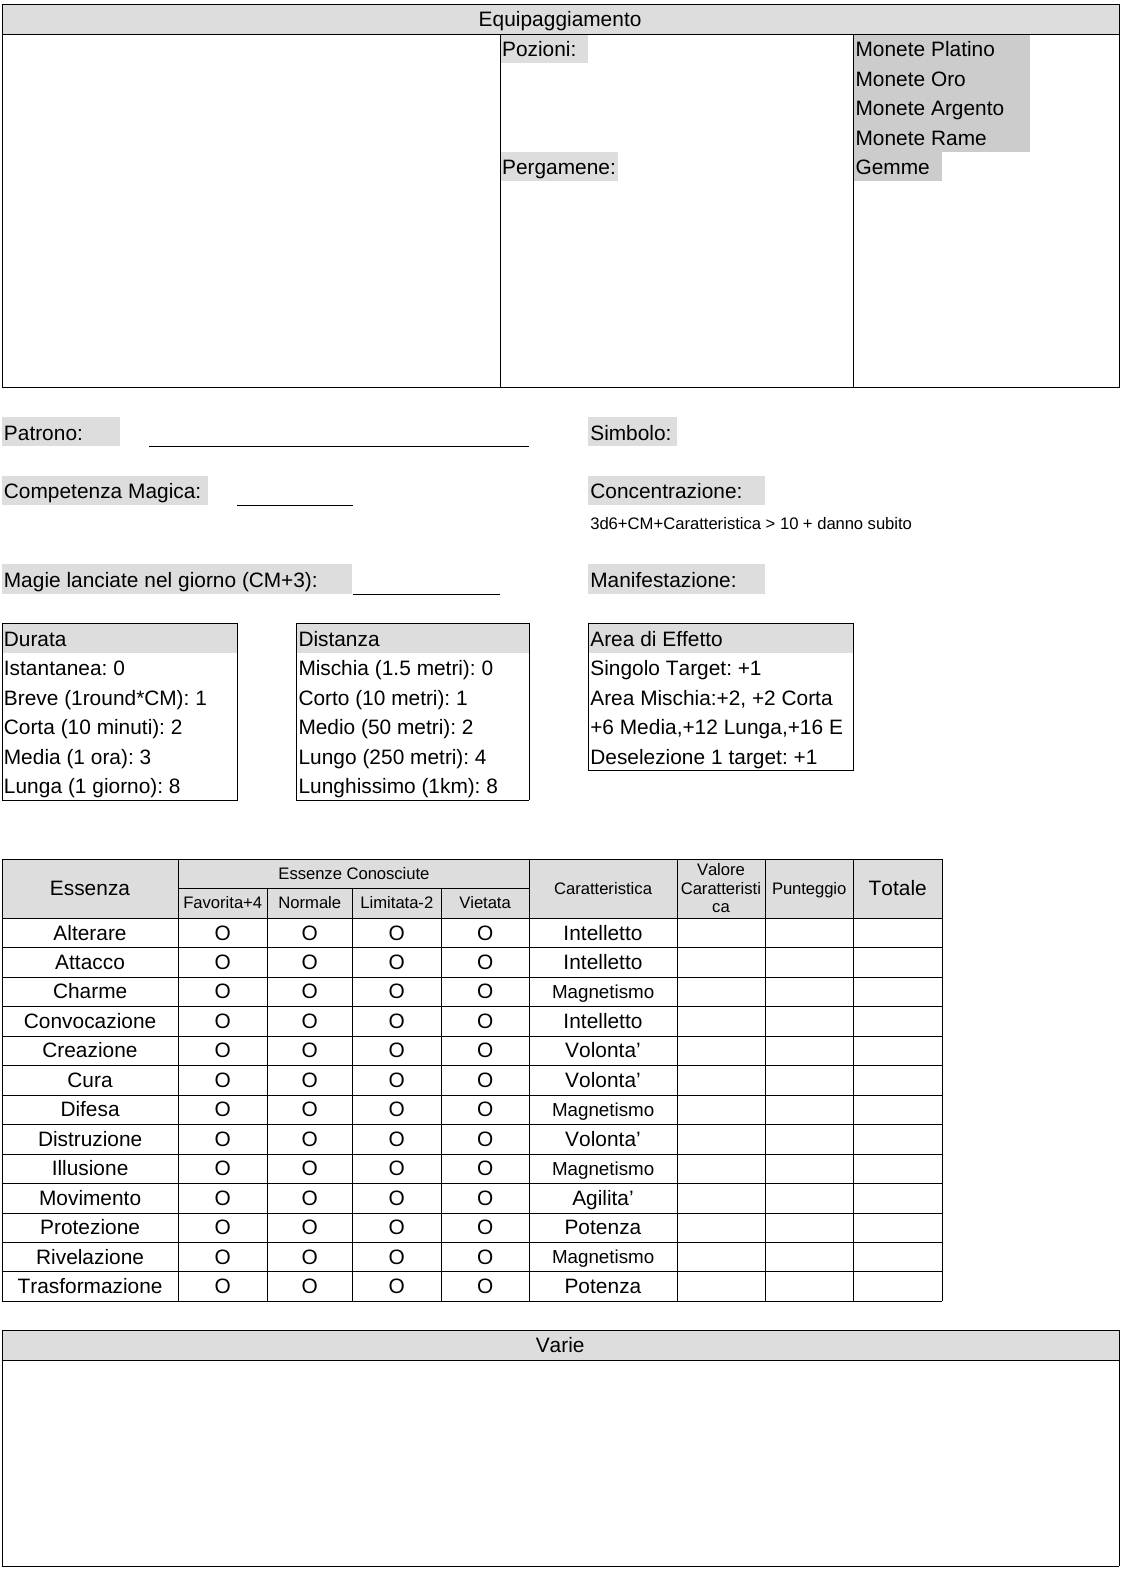 Equipaggiamento
Pozioni:
Pergamene:
Monete Platino
Monete Oro
Monete Argento
Monete Rame
Gemme
Patrono:
Simbolo:
Competenza Magica:
Concentrazione:
3d6+CM+Caratteristica > 10 + danno subito
Magie lanciate nel giorno (CM+3):
Manifestazione:
Durata
Istantanea: 0
Breve (1round*CM): 1
Corta (10 minuti): 2
Media (1 ora): 3
Lunga (1 giorno): 8
Distanza
Mischia (1.5 metri): 0
Corto (10 metri): 1
Medio (50 metri): 2
Lungo (250 metri): 4
Lunghissimo (1km): 8
Area di Effetto
Singolo Target: +1
Area Mischia:+2, +2 Corta
+6 Media,+12 Lunga,+16 E
Deselezione 1 target: +1
Essenza Essenze Conosciute Caratteristica Valore Caratteristi ca Punteggio Totale
Favorita+4 Normale Limitata-2 Vietata
Alterare O O O O Intelletto
Attacco O O O O Intelletto
Charme O O O O Magnetismo
Convocazione O O O O Intelletto
Creazione O O O O Volonta’
Cura O O O O Volonta’
Difesa O O O O Magnetismo
Distruzione O O O O Volonta’
Illusione O O O O Magnetismo
Movimento O O O O Agilita’
Protezione O O O O Potenza
Rivelazione O O O O Magnetismo
Trasformazione O O O O Potenza
Varie